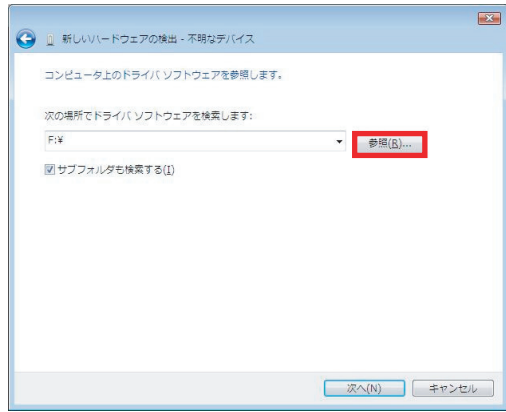 新しいハードウェアの検出 - 不明なデバイス
コンピュータ上のドライバ ソフトウェアを参照します。
次の場所でドライバ ソフトウェアを検索します:
F:¥
参照(R)...
サブフォルダも検索する(I)
次へ(N)
キャンセル